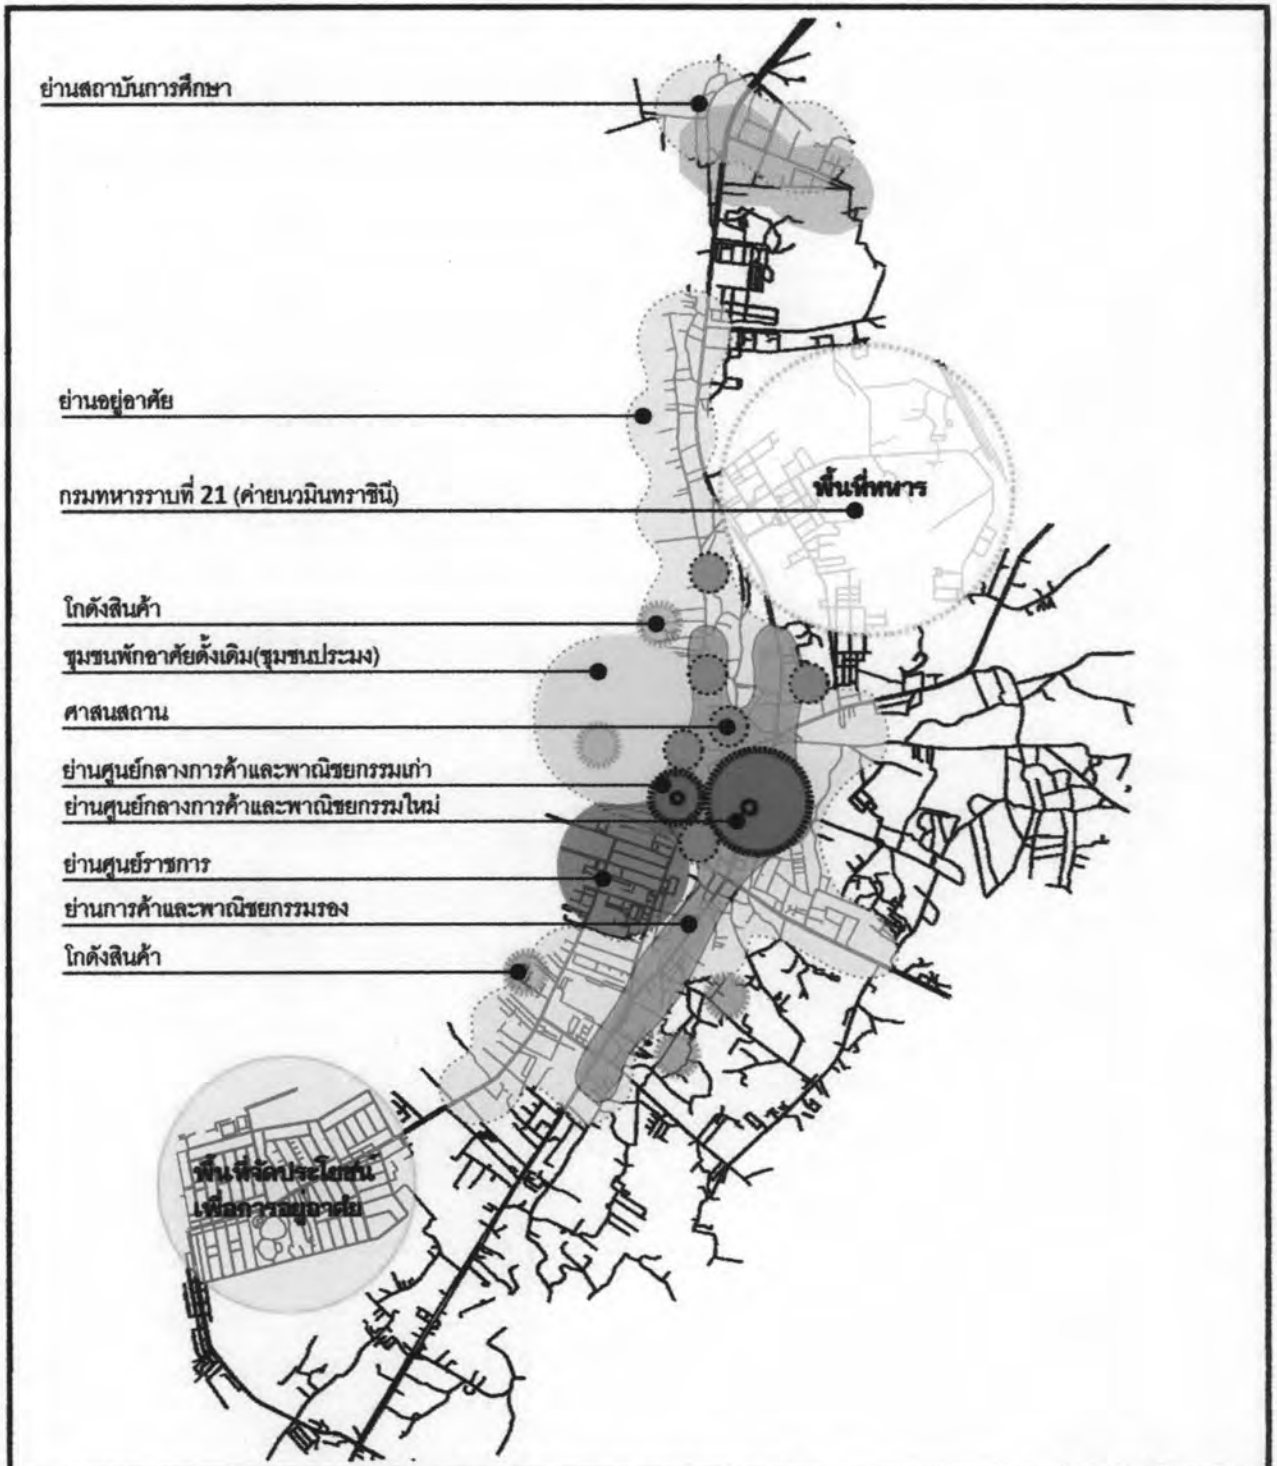 ย่านสถาบันการศึกษา
ย่านอยู่อาศัย
กรมทหารราบที่ 21 (ค่ายนวมินทราชินี)
พื้นที่ทหาร
โกดังสินค้า
ชุมชนพักอาศัยดั้งเดิม(ชุมชนประมง)
ศาสนสถาน
ย่านศูนย์กลางการค้าและพาณิชยกรรมเก่า
ย่านศูนย์กลางการค้าและพาณิชยกรรมใหม่
ย่านศูนย์ราชการ
ย่านการค้าและพาณิชยกรรมรอง
โกดังสินค้า
พื้นที่จัดประโยชน์
เพื่อการอยู่อาศัย